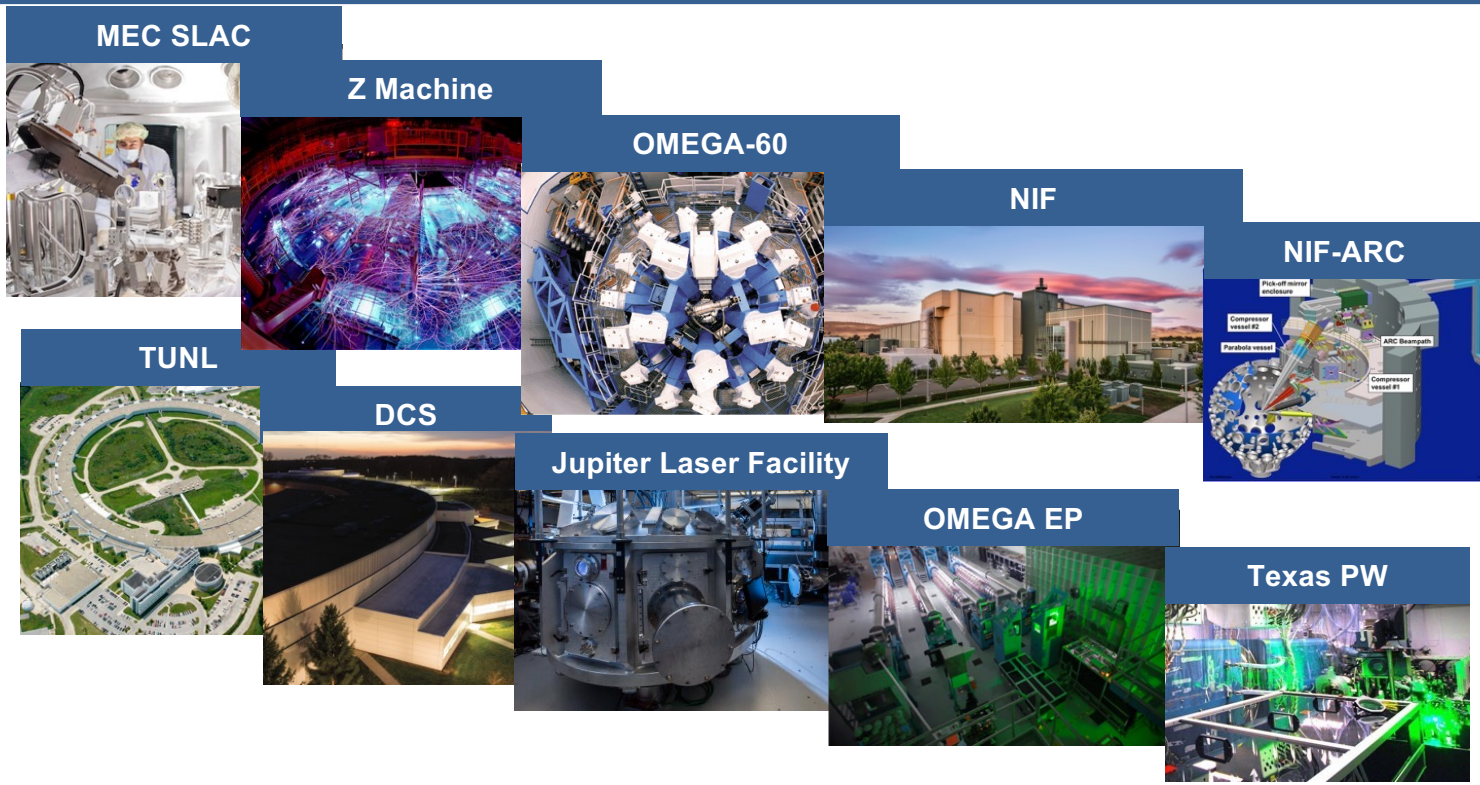 MEC SLAC
Z Machine
OMEGA-60
NIF
NIF-ARC
Pick-off mirror
enclosure
Compressor
vessel #2
Parabola vessel
ARC Beampath
Compressor
vessel #1
TUNL
DCS
Jupiter Laser Facility
OMEGA EP
Texas PW